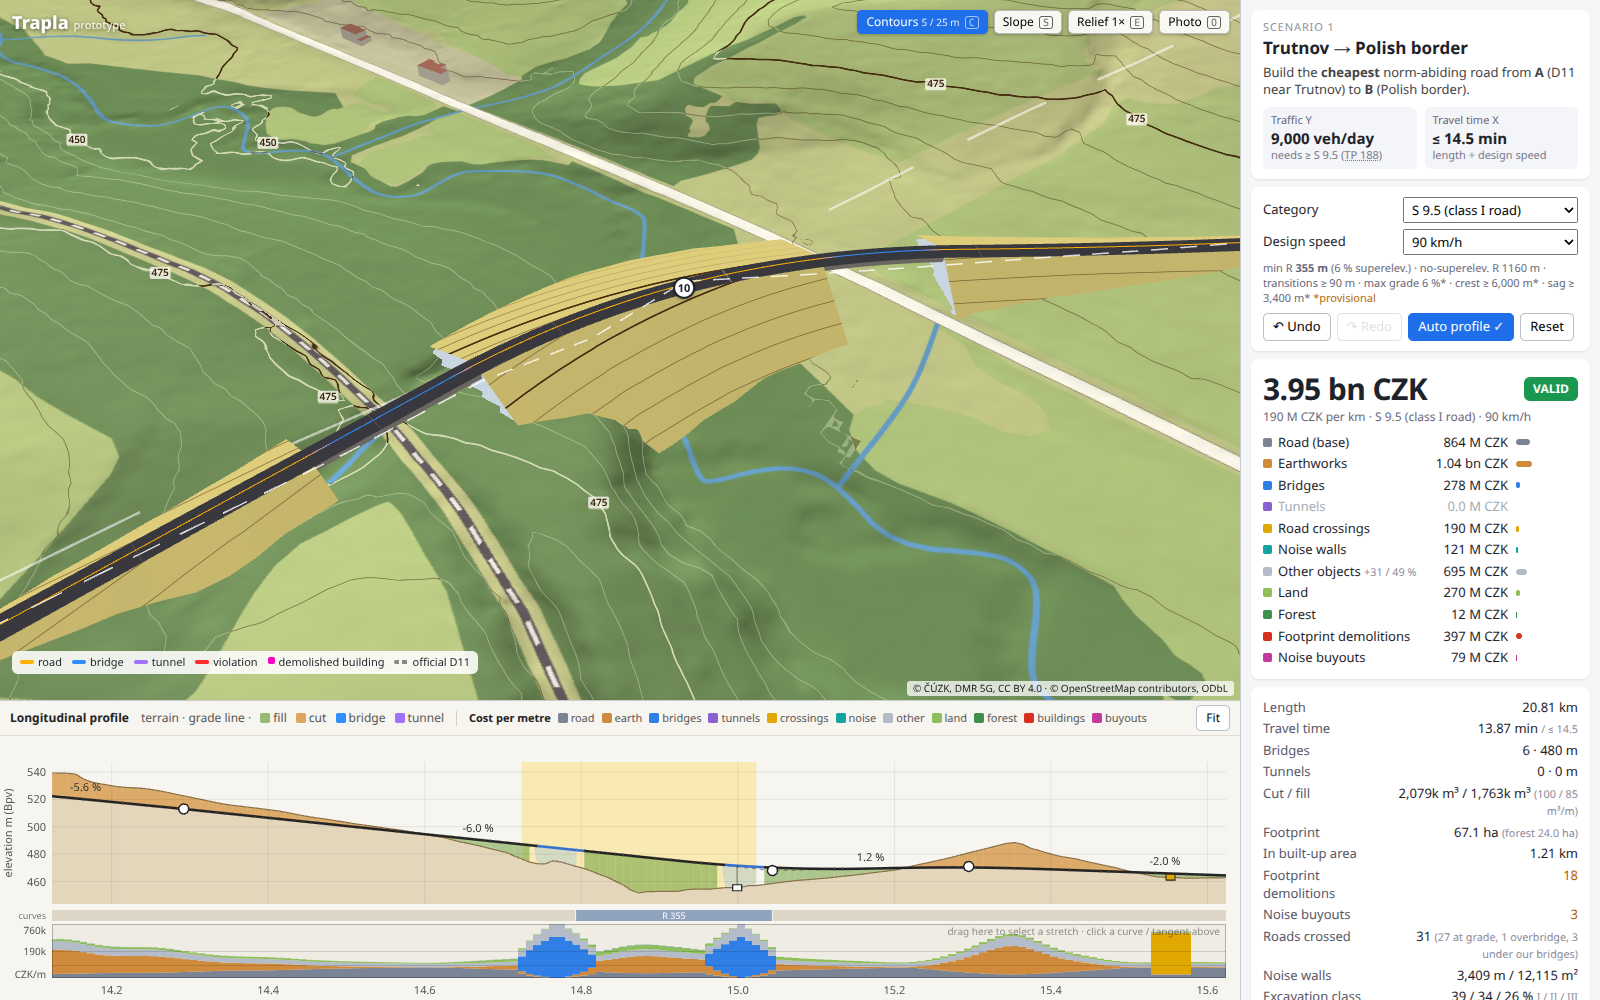 Trapla prototype
Contours 5 / 25 m C
Slope S
Relief 1× E
Photo O
475
450
450
475
475
475
10
475
road
bridge
tunnel
violation
demolished building
official D11
© ČÚZK, DMR 5G, CC BY 4.0 · © OpenStreetMap contributors, ODbL
Longitudinal profile terrain · grade line · fill cut bridge tunnel Cost per metre road earth bridges tunnels crossings noise other land forest buildings buyouts Fit
elevation m (Bpv)
540
520
500
480
460
-5.6 %
-6.0 %
1.2 %
-2.0 %
curves
R 355
760k
190k
CZK/m
drag here to select a stretch · click a curve / tangent above
14.2 14.4 14.6 14.8 15.0 15.2 15.4 15.6
SCENARIO 1
Trutnov → Polish border
Build the cheapest norm-abiding road from A (D11
near Trutnov) to B (Polish border).
Traffic Y
9,000 veh/day
needs ≥ S 9.5 (TP 188)
Travel time X
≤ 14.5 min
length ÷ design speed
Category S 9.5 (class I road)
Design speed 90 km/h
min R 355 m (6 % superelev.) · no-superelev. R 1160 m ·
transitions ≥ 90 m · max grade 6 %* · crest ≥ 6,000 m* · sag ≥
3,400 m* *provisional
↶ Undo
↷ Redo
Auto profile ✓
Reset
3.95 bn CZK VALID
190 M CZK per km · S 9.5 (class I road) · 90 km/h
Road (base) 864 M CZK
Earthworks 1.04 bn CZK
Bridges 278 M CZK
Tunnels 0.0 M CZK
Road crossings 190 M CZK
Noise walls 121 M CZK
Other objects +31 / 49 % 695 M CZK
Land 270 M CZK
Forest 12 M CZK
Footprint demolitions 397 M CZK
Noise buyouts 79 M CZK
Length 20.81 km
Travel time 13.87 min / ≤ 14.5
Bridges 6 · 480 m
Tunnels 0 · 0 m
Cut / fill 2,079k m³ / 1,763k m³ (100 / 85
m³/m)
Footprint 67.1 ha (forest 24.0 ha)
In built-up area 1.21 km
Footprint 18
demolitions
Noise buyouts 3
Roads crossed 31 (27 at grade, 1 overbridge, 3
under our bridges)
Noise walls 3,409 m / 12,115 m²
Excavation class 39 / 34 / 26 % I / II / III